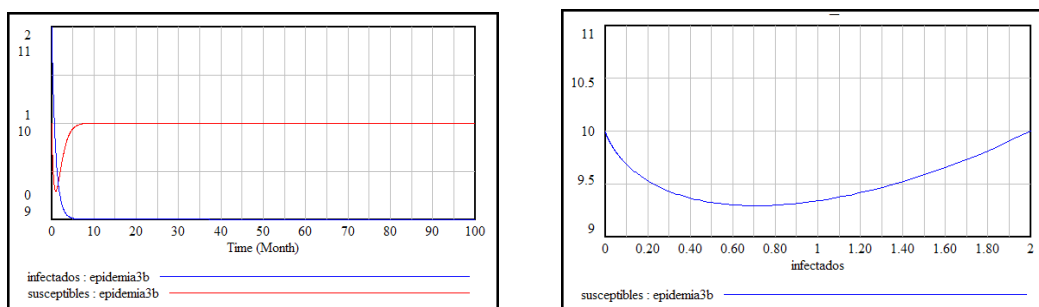 2
11
1
10
0
9
0 10 20 30 40 50 60 70 80 90 100
Time (Month)
infectados : epidemia3b
susceptibles : epidemia3b
11
10.5
10
9.5
9
0 0.20 0.40 0.60 0.80 1 1.20 1.40 1.60 1.80 2
infectados
susceptibles : epidemia3b